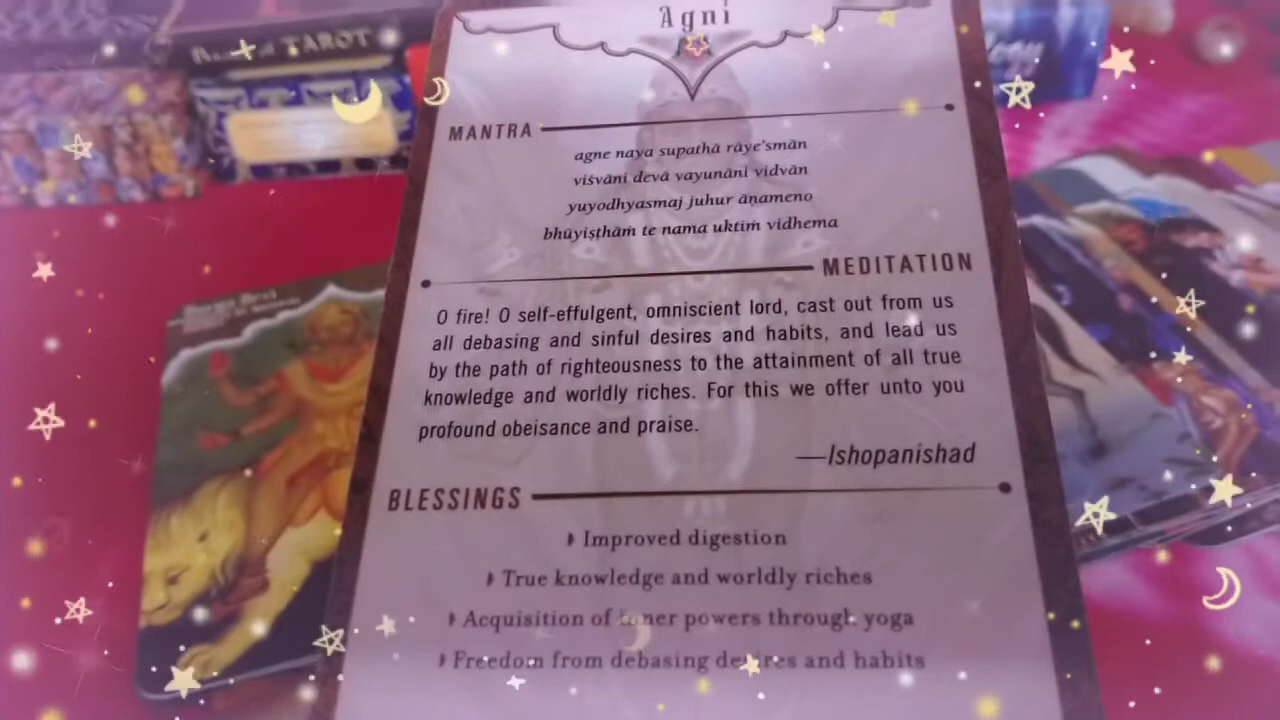 TAROT
Agni
MANTRA
agne naya supathā rāye'smān
viśvāni devā vayunāni vidvān
yuyodhyasmaj juhur āṇameno
bhūyiṣṭhāṁ te nama uktiṁ vidhema
MEDITATION
O fire! O self-effulgent, omniscient lord, cast out from us
all debasing and sinful desires and habits, and lead us
by the path of righteousness to the attainment of all true
knowledge and worldly riches. For this we offer unto you
profound obeisance and praise.
—Ishopanishad
BLESSINGS
Improved digestion
True knowledge and worldly riches
Acquisition of inner powers through yoga
Freedom from debasing desires and habits